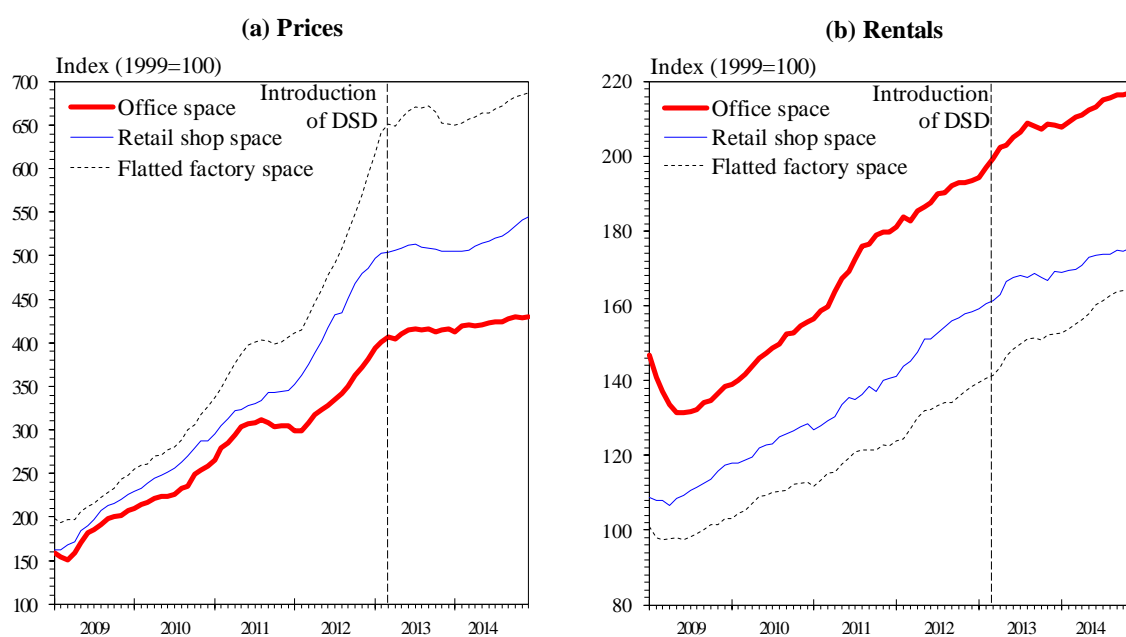 (a) Prices
Index (1999=100)
700
650
600
550
500
450
400
350
300
250
200
150
100
Office space
Retail shop space
Flatted factory space
Introduction
of DSD
2009 2010 2011 2012 2013 2014
(b) Rentals
Index (1999=100)
220
200
180
160
140
120
100
80
Office space
Retail shop space
Flatted factory space
Introduction
of DSD
2009 2010 2011 2012 2013 2014